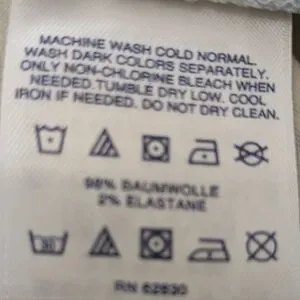 MACHINE WASH COLD NORMAL.
WASH DARK COLORS SEPARATELY.
ONLY NON-CHLORINE BLEACH WHEN
NEEDED.TUMBLE DRY LOW. COOL
IRON IF NEEDED. DO NOT DRY CLEAN.
98% BAUMWOLLE
2% ELASTANE
RN 62830